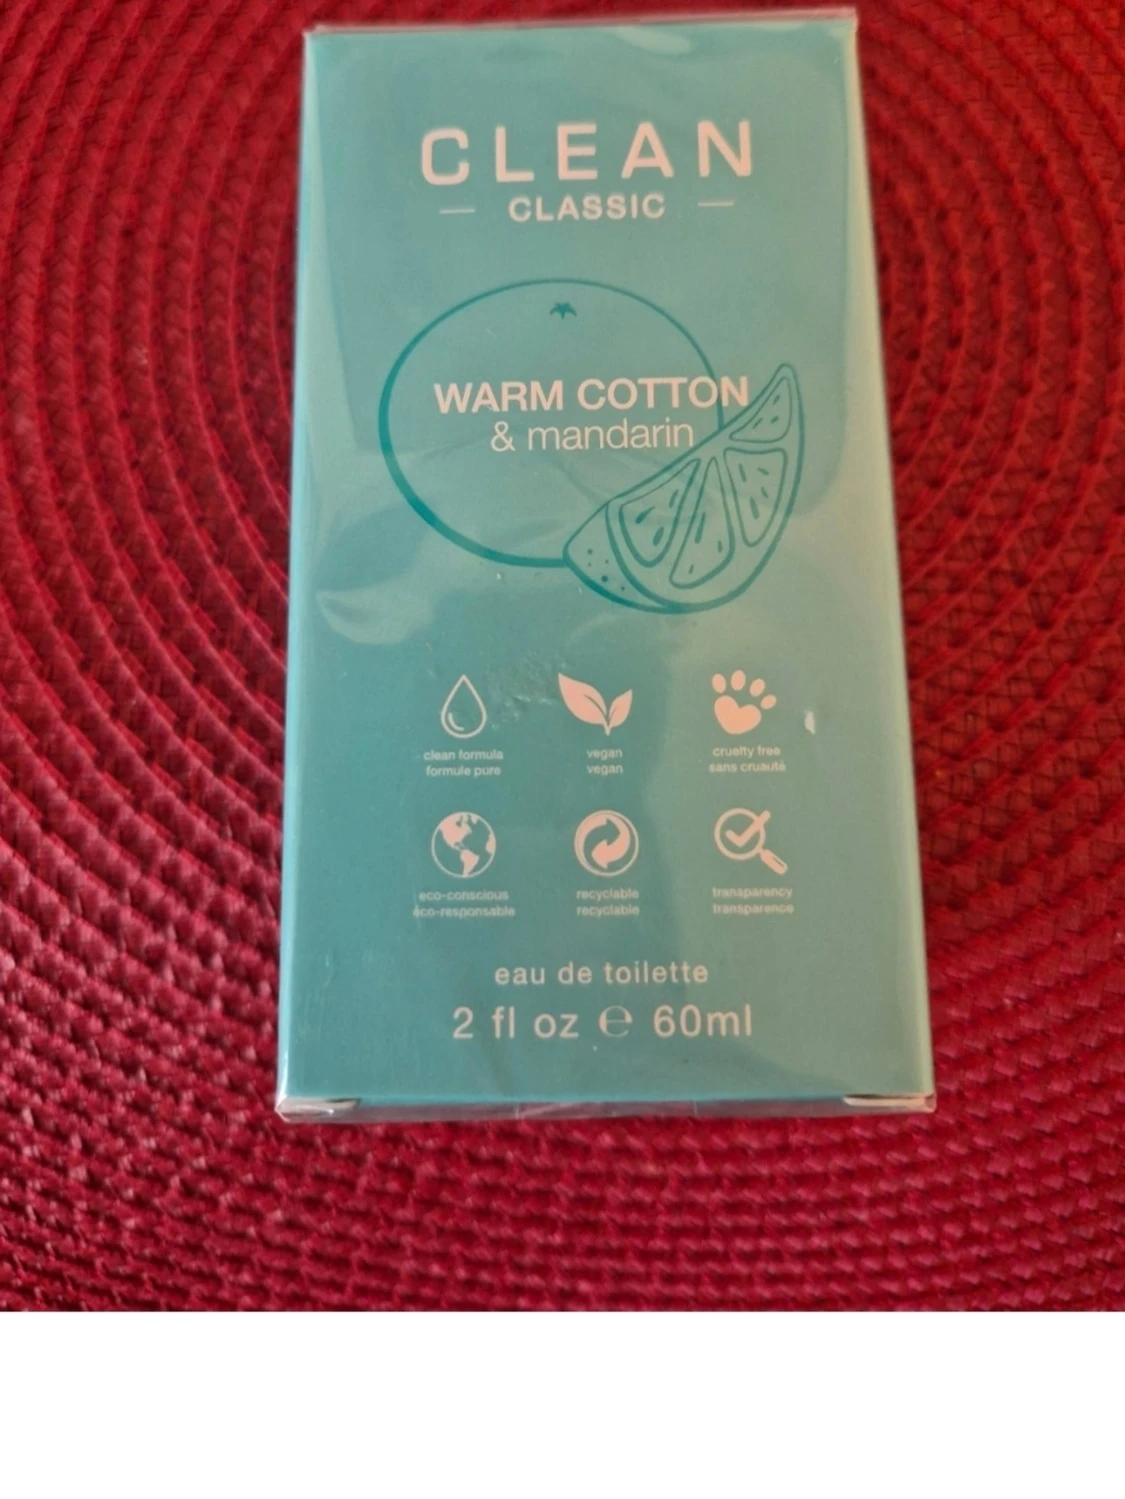 CLEAN
CLASSIC
WARM COTTON
& mandarin
clean formula
formule pure
vegan
vegan
cruelty free
sans cruauté
eco-conscious
éco-responsable
recyclable
recyclable
transparency
transparence
eau de toilette
2 fl oz ℮ 60ml